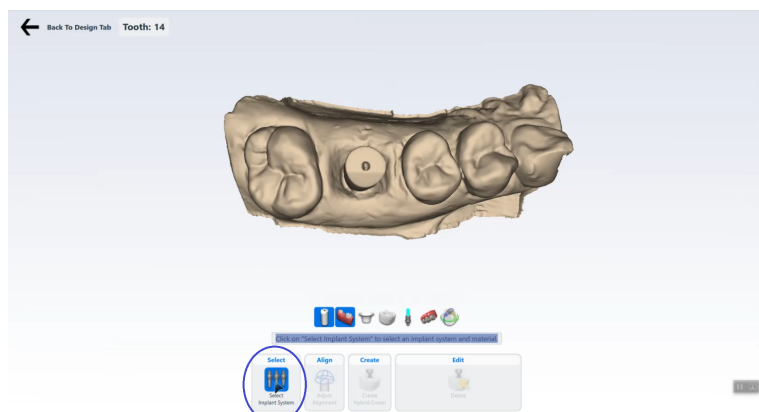 Back To Design Tab Tooth: 14
Click on "Select Implant System" to select an implant system and material.
Select Align Create Edit
Select
Implant System
Adjust
Alignment
Create
Hybrid Crown
Delete